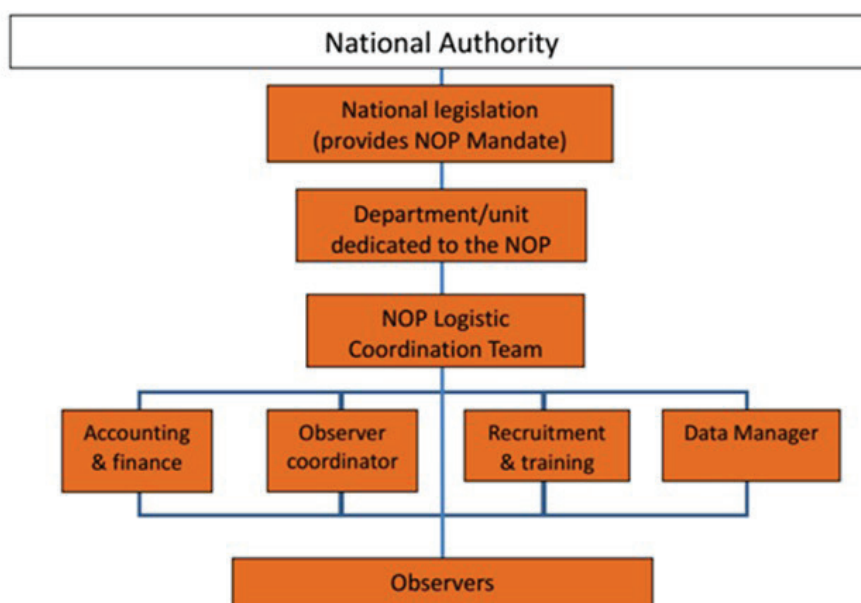 National Authority
National legislation
(provides NOP Mandate)
Department/unit
dedicated to the NOP
NOP Logistic
Coordination Team
Accounting
& finance
Observer
coordinator
Recruitment
& training
Data Manager
Observers